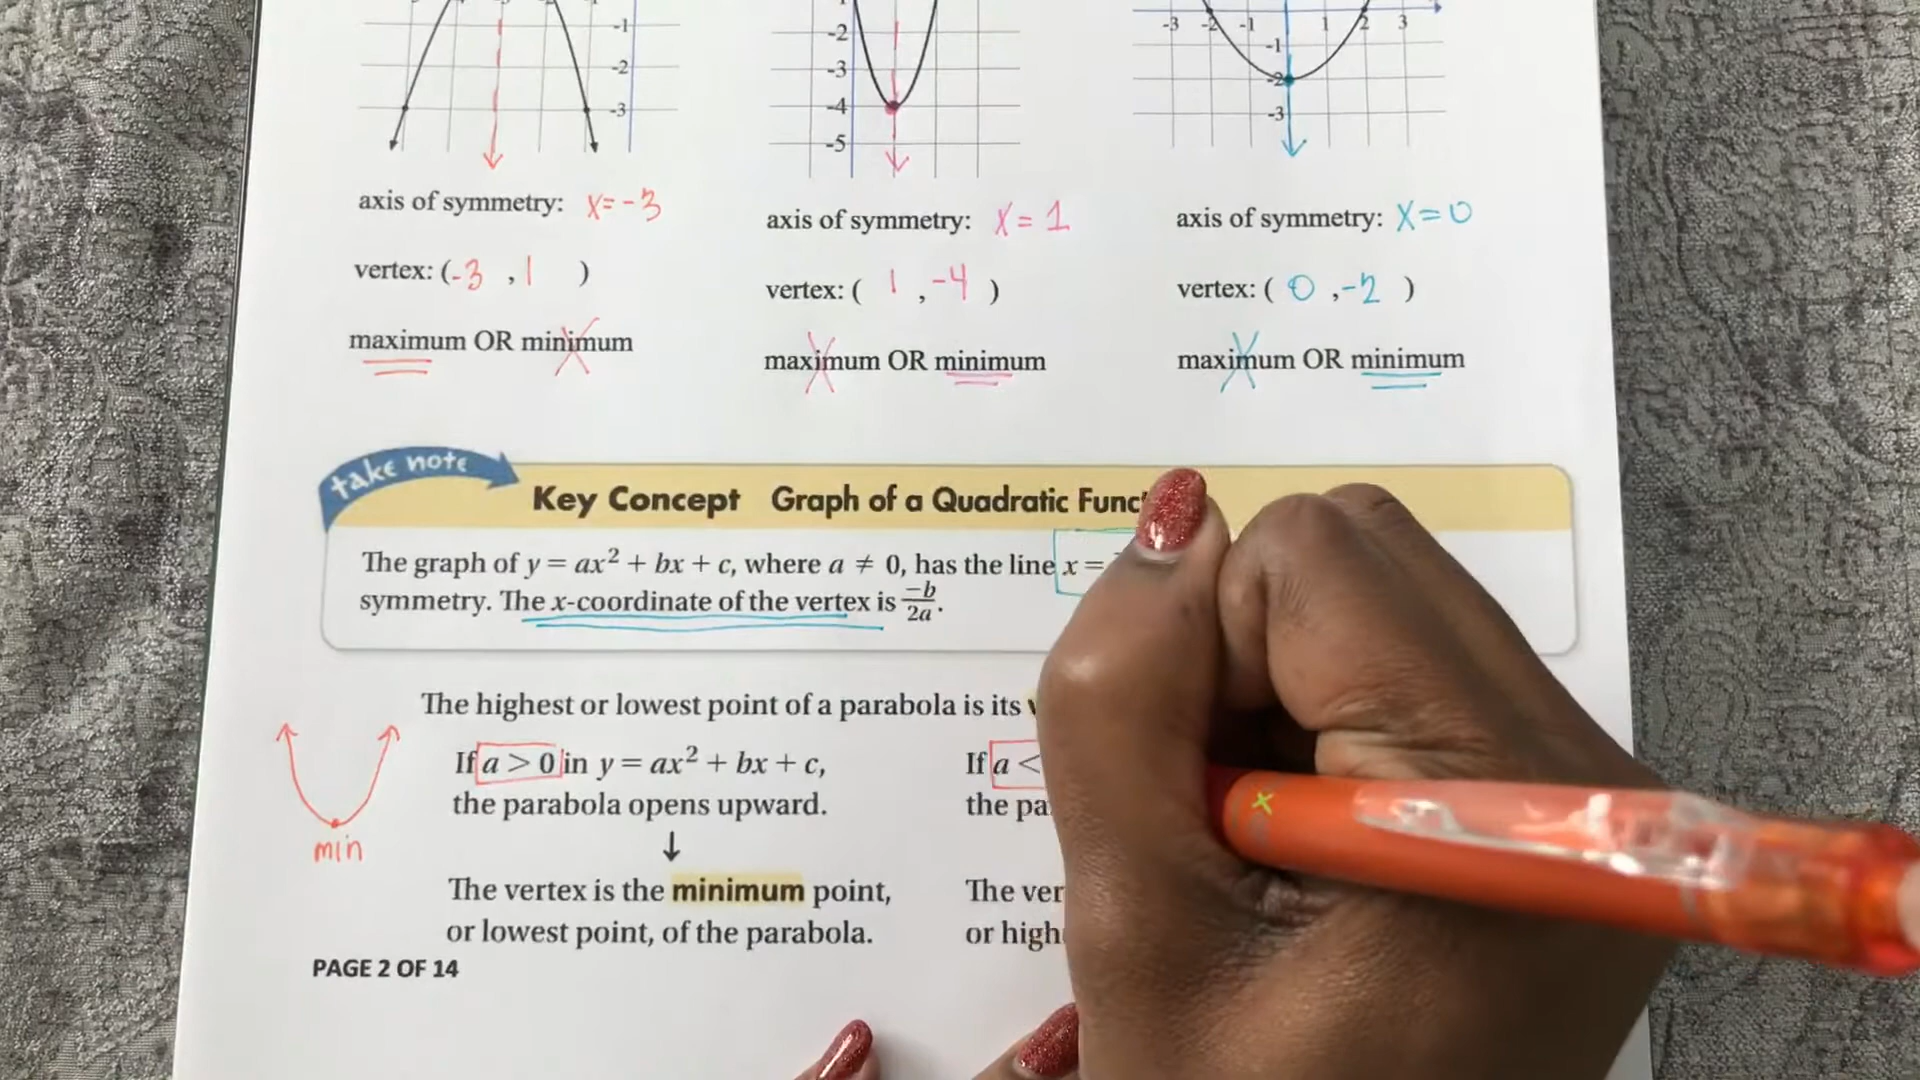 -1
-2
-3
-2
-3
-4
-5
-3 -2 -1 1 2 3
-1
-2
-3
axis of symmetry: x=-3
vertex: (-3 , 1 )
maximum OR minimum
axis of symmetry: x = 1
vertex: ( 1 , -4 )
maximum OR minimum
axis of symmetry: x=0
vertex: ( 0 , -2 )
maximum OR minimum
take note
Key Concept Graph of a Quadratic
The graph of y = ax² + bx + c, where a ≠ 0, has the line x =
symmetry. The x-coordinate of the vertex is -b/2a.
The highest or lowest point of a parabola is its
If a > 0 in y = ax² + bx + c,
the parabola opens upward.
↓
The vertex is the minimum point,
or lowest point, of the parabola.
min
If a <
the
The
or
PAGE 2 OF 14